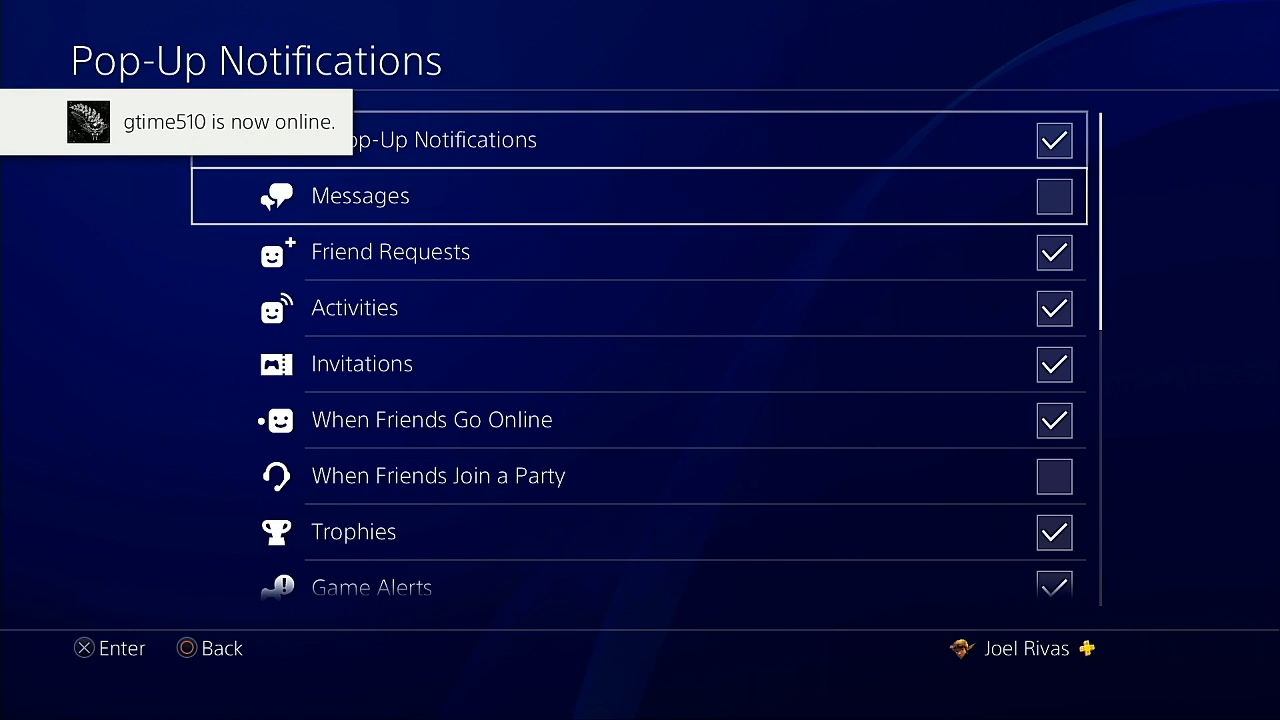 Pop-Up Notifications
gtime510 is now online.
op-Up Notifications
Messages
Friend Requests
Activities
Invitations
When Friends Go Online
When Friends Join a Party
Trophies
Game Alerts
Enter Back
Joel Rivas